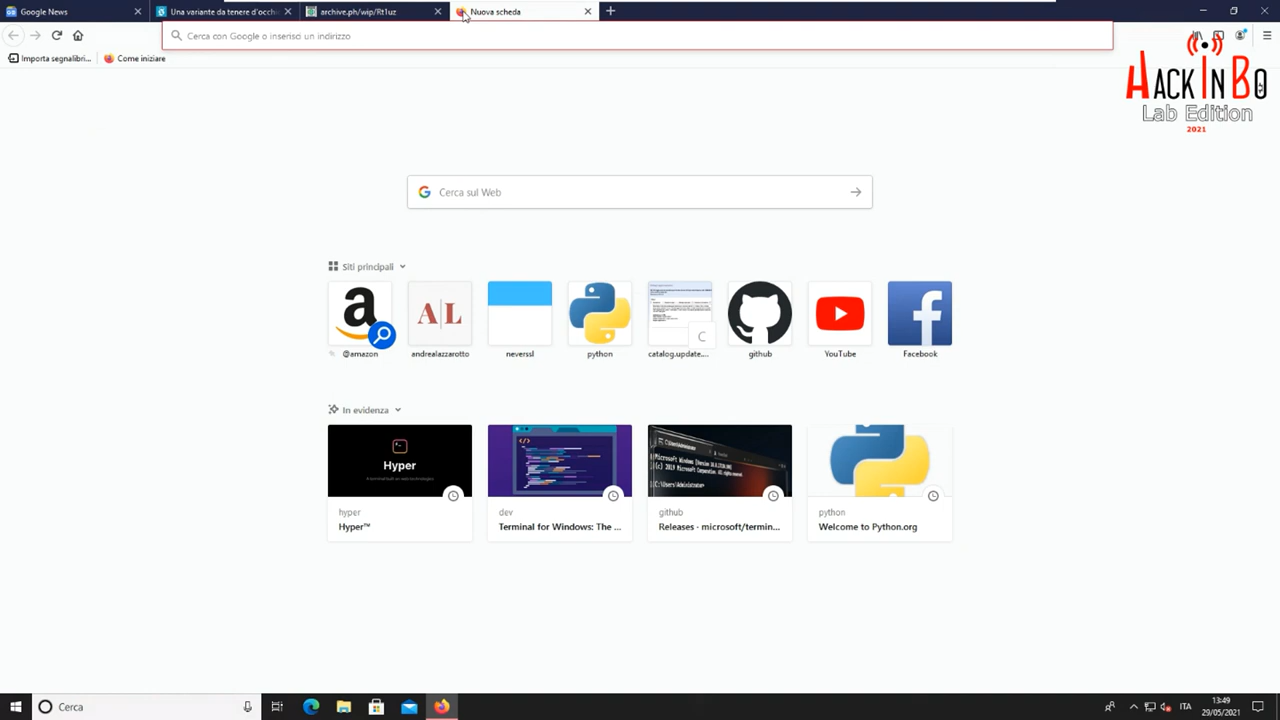 Google News
Una variante da tenere d'occhi
archive.ph/wip/Rt1uz
Nuova scheda
Cerca con Google o inserisci un indirizzo
Importa segnalibri...
Come iniziare
HackInBo
Lab Edition
2021
Cerca sul Web
Siti principali
@amazon
A|L
andrealazzarotto
neverssl
python
C
catalog.update....
github
YouTube
Facebook
In evidenza
Hyper
hyper
Hyper™
dev
Terminal for Windows: The ...
github
Releases · microsoft/termin...
python
Welcome to Python.org
Cerca
ITA
13:49
29/05/2021